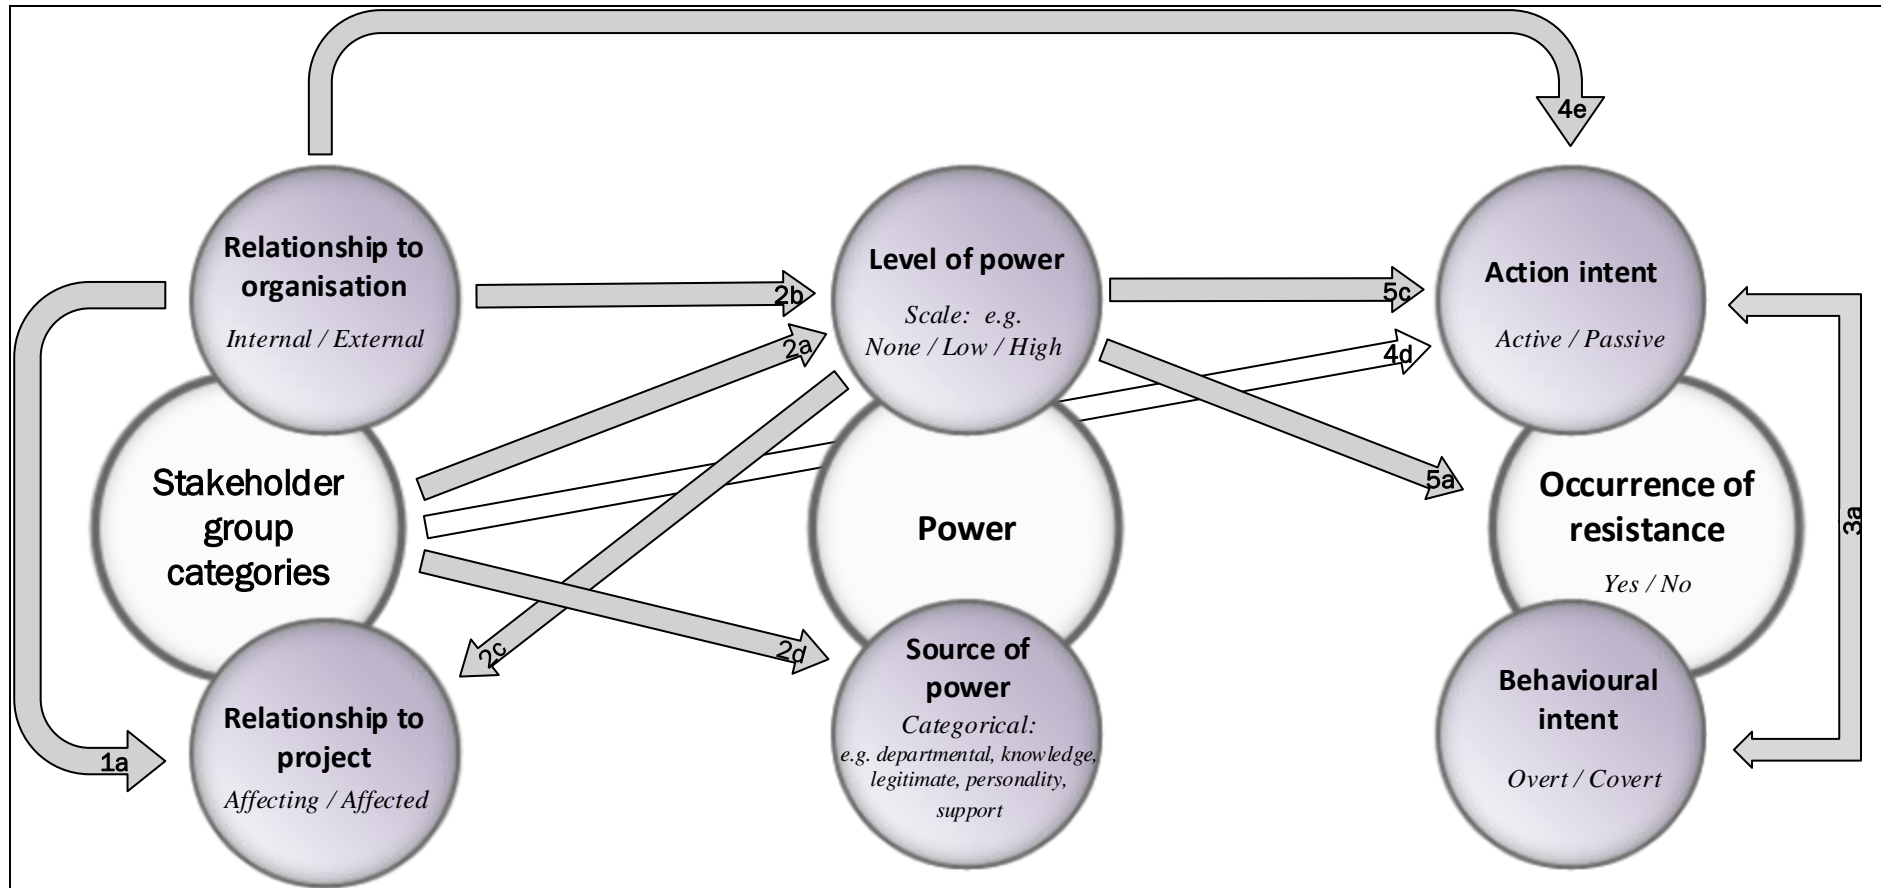 4e
Relationship to
organisation
Internal / External
2b
Level of power
Scale: e.g.
None / Low / High
5c
Action intent
Active / Passive
2a
4d
Stakeholder
group
categories
Power
5a
Occurrence of
resistance
Yes / No
3a
2c
2d
1a
Relationship to
project
Affecting / Affected
Source of
power
Categorical:
e.g. departmental, knowledge,
legitimate, personality,
support
Behavioural
intent
Overt / Covert